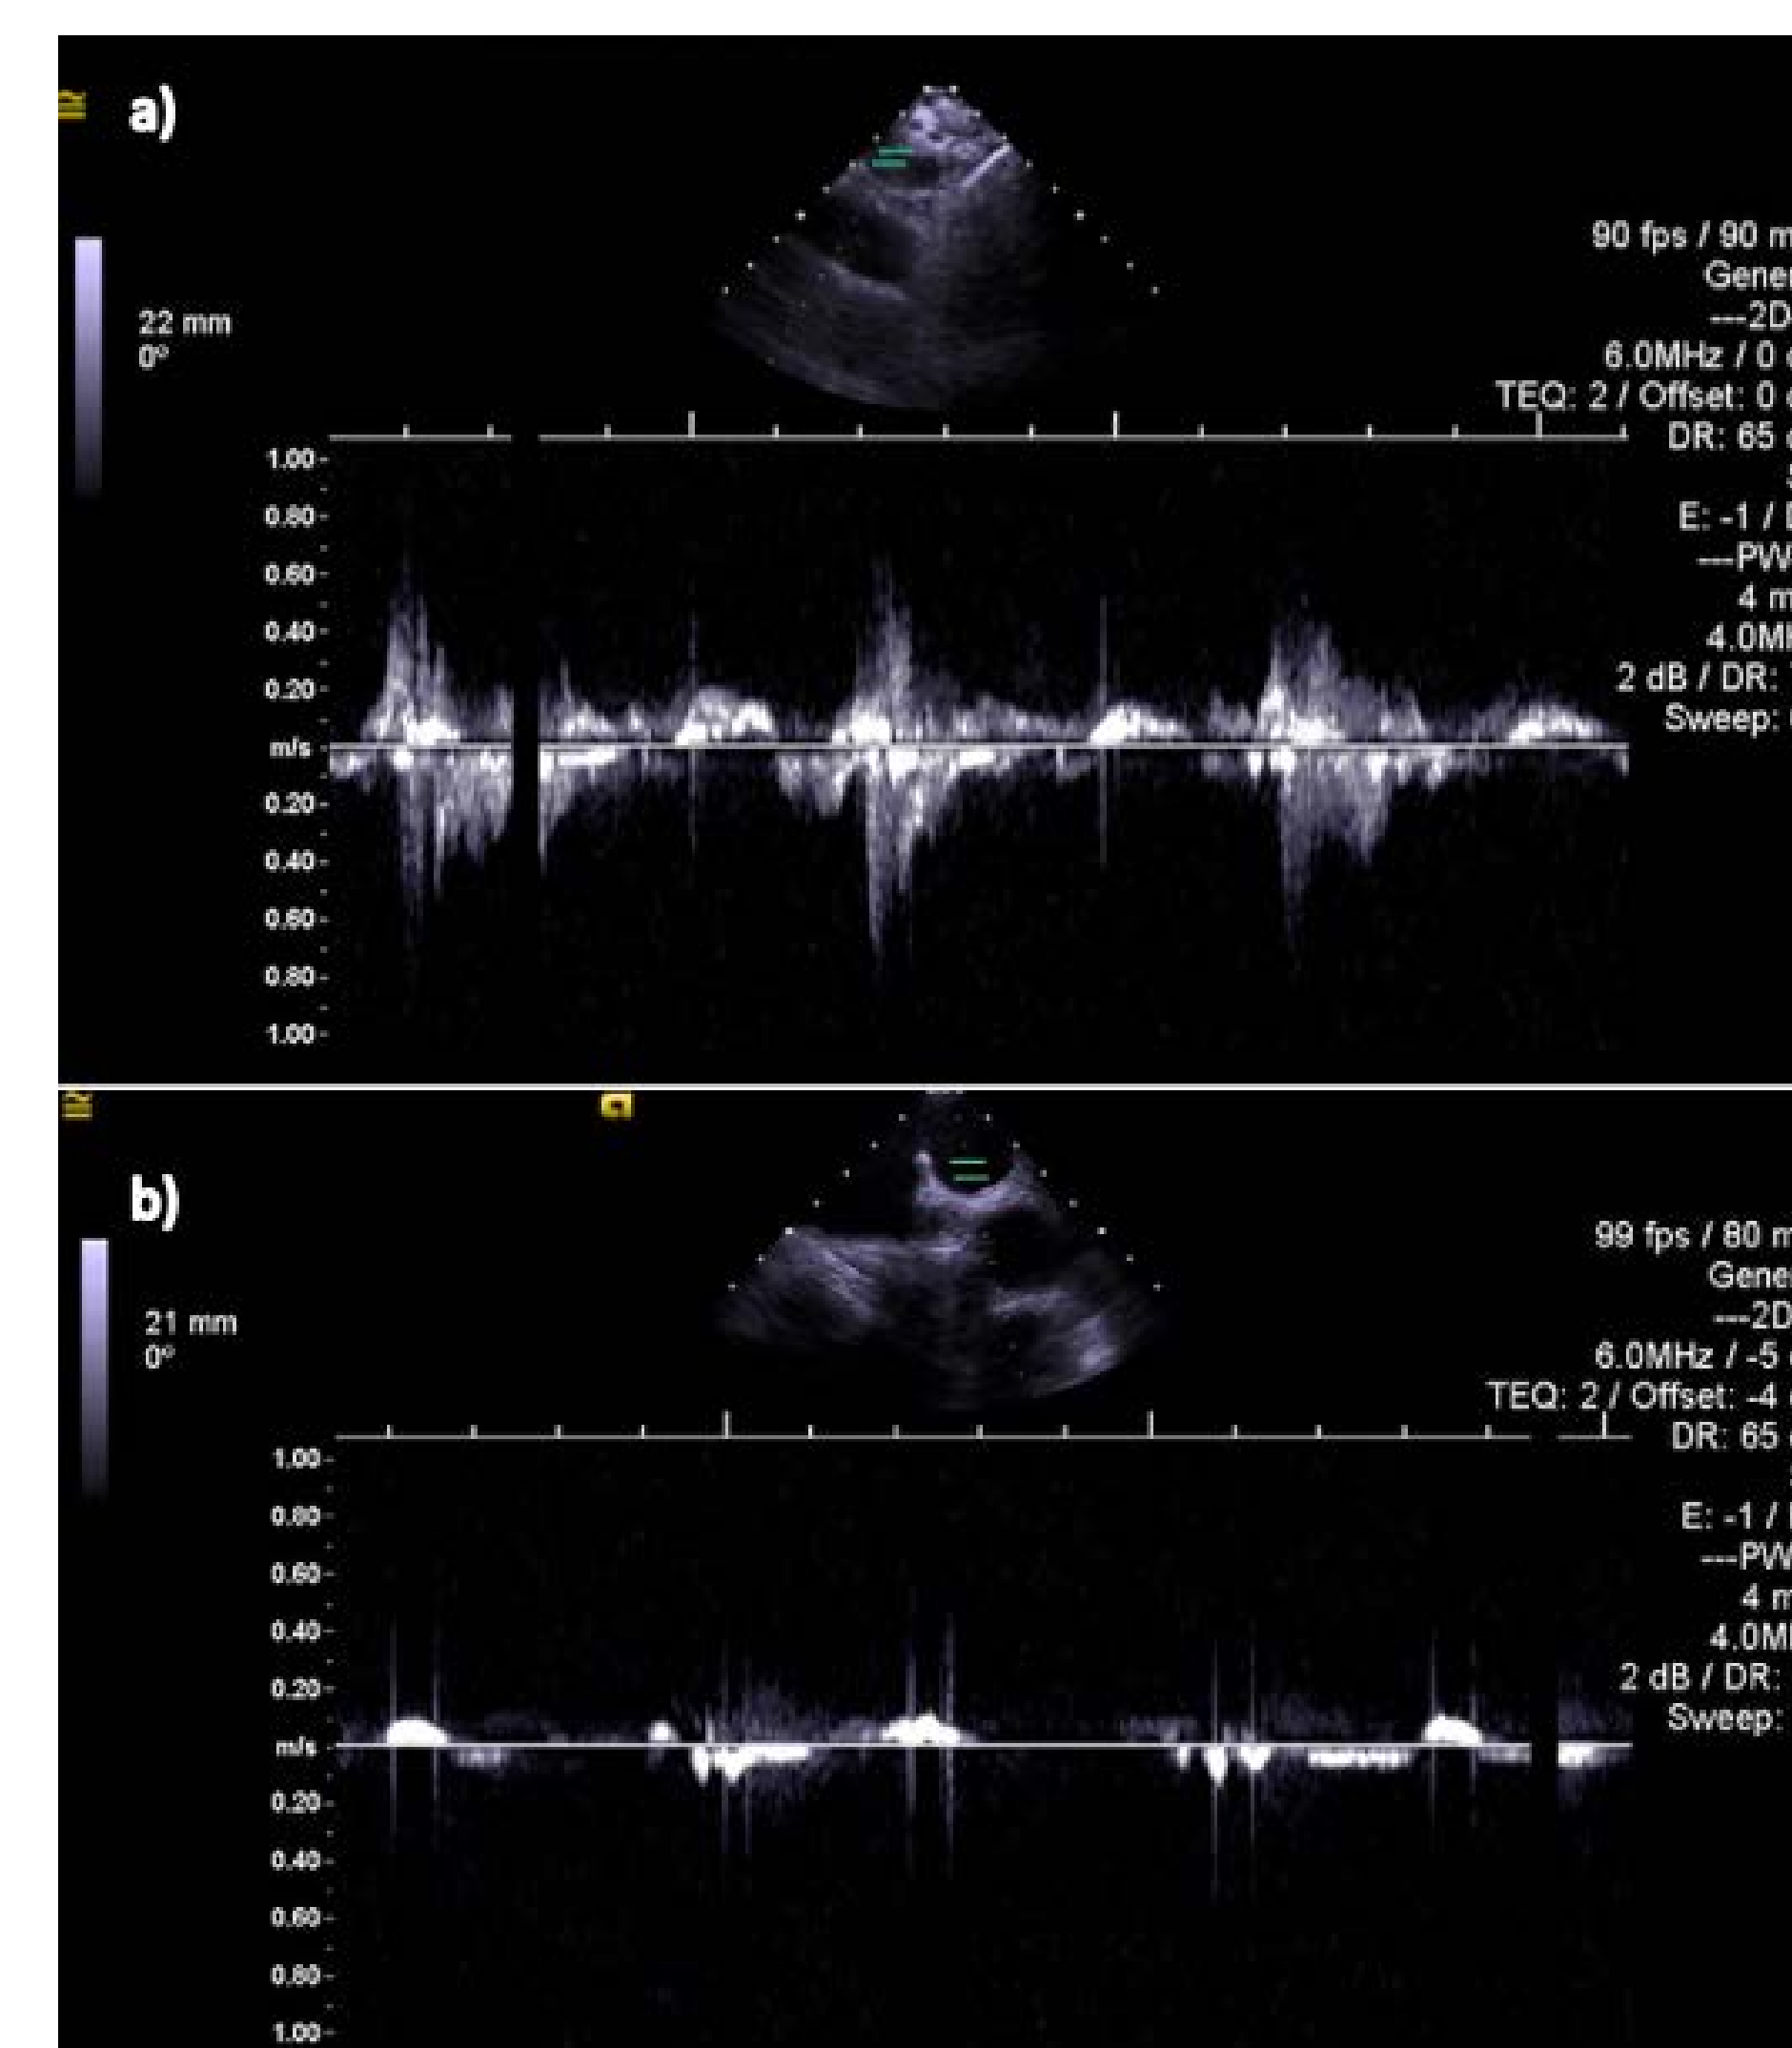 a)
90 fps / 90 m
Gene
22 mm
---2D
0°
6.0MHz / 0
TEQ: 2 / Offset: 0
DR: 65
1.00
E: -1 /
0.80
---PW
0.60
4 m
0.40
4.0M
0.20
2 dB / DR:
Sweep:
m/s
0.20
0.40
0.60
0.80
1.00
b)
99 fps / 80 m
Gene
21 mm
---2D
0°
6.0MHz / -5
TEQ: 2 / Offset: -4
DR: 65
1.00
E: -1 /
0.80
---PW
0.60
4 m
0.40
4.0M
0.20
2 dB / DR:
Sweep:
m/s
0.20
0.40
0.60
0.80
1.00